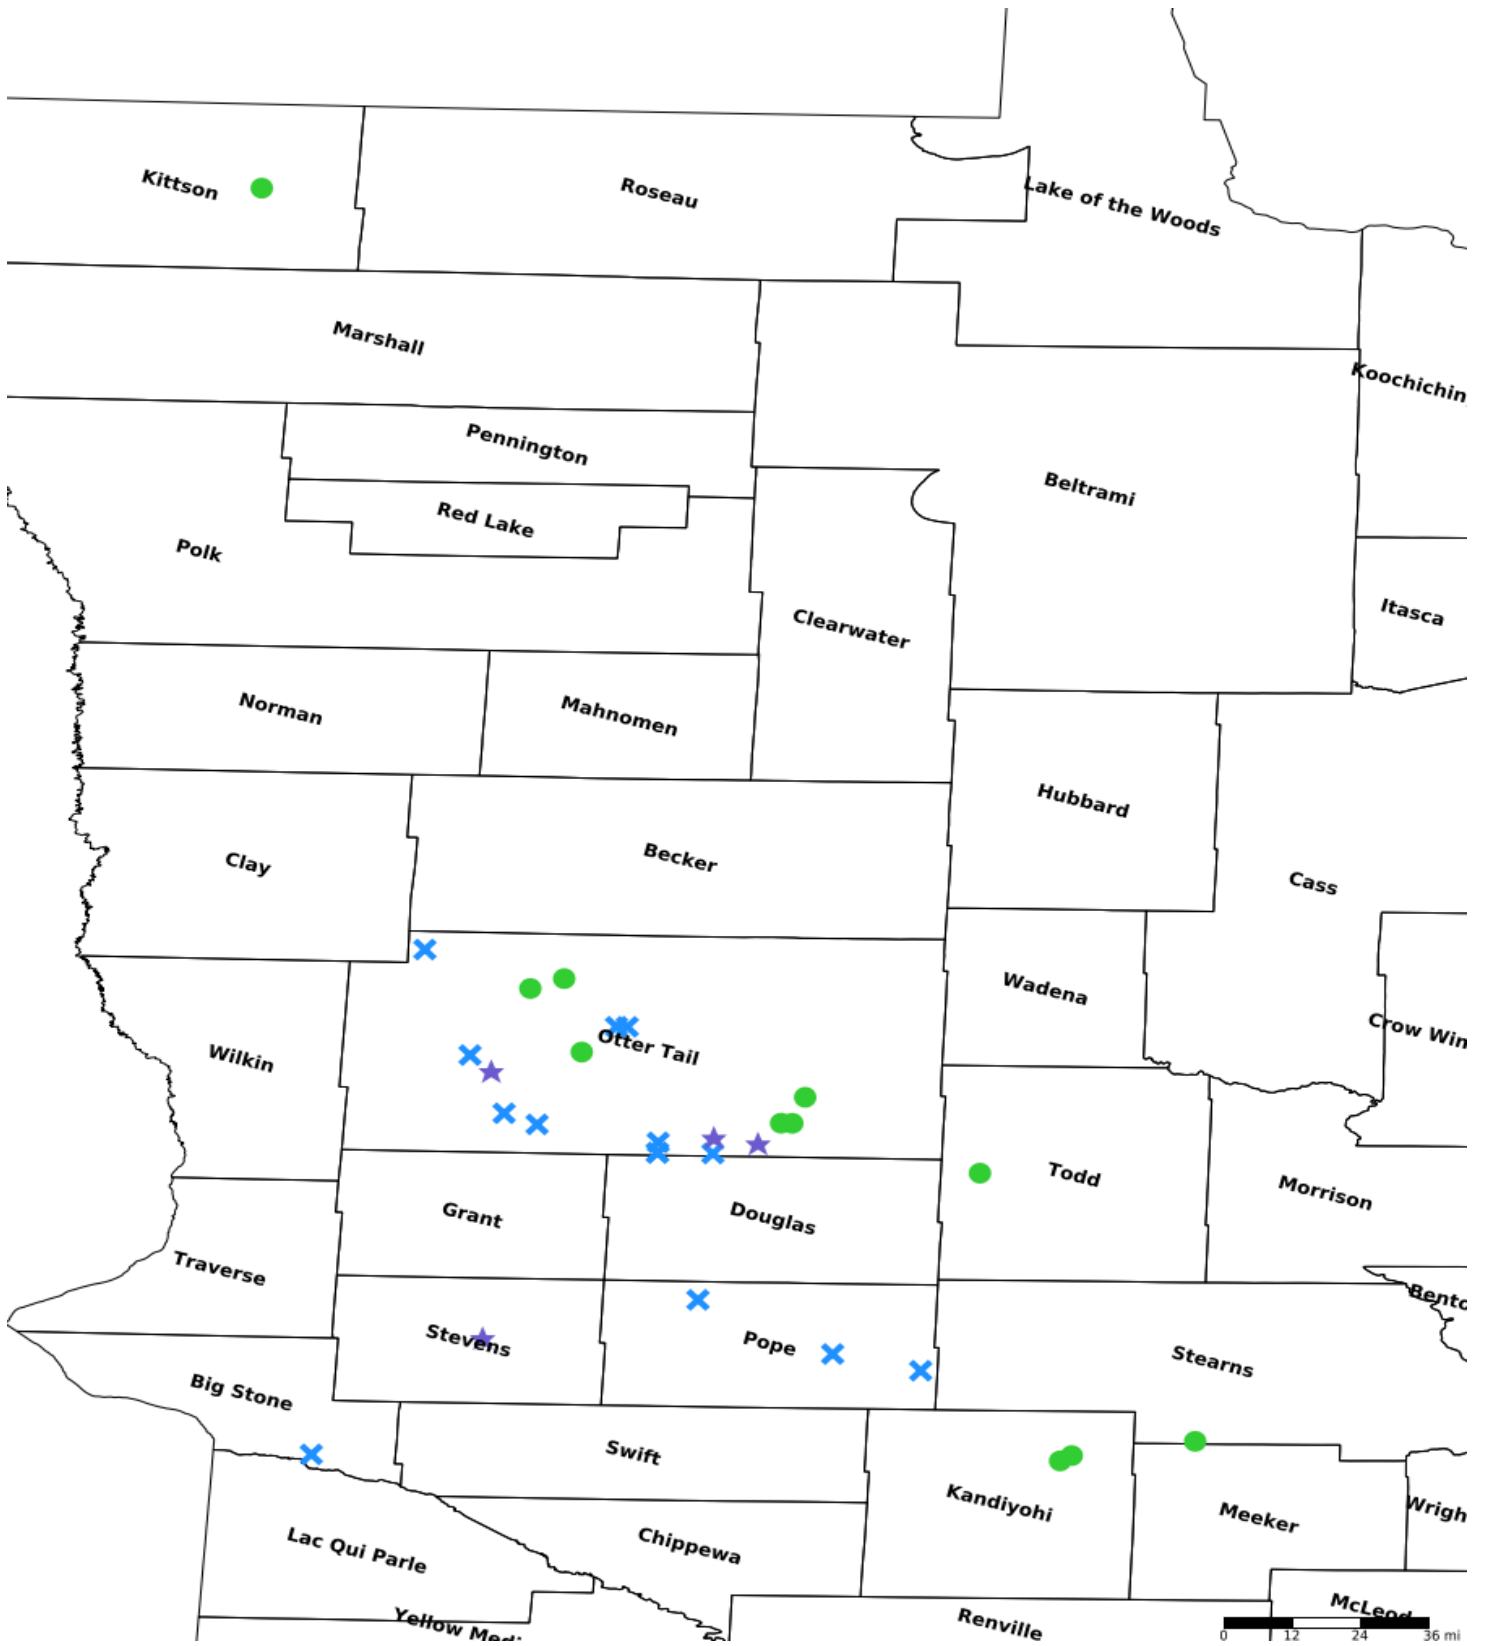 Kittson
Roseau
Lake of the Woods
Marshall
Koochichin
Pennington
Beltrami
Red Lake
Polk
Itasca
Clearwater
Norman
Mahnomen
Hubbard
Clay
Becker
Cass
Wadena
Crow Win
Otter Tail
Wilkin
Todd
Morrison
Grant
Douglas
Traverse
Bento
Stevens
Pope
Stearns
Big Stone
Swift
Kandiyohi
Wrigh
Meeker
Lac Qui Parle
Chippewa
McLeod
Yellow Medi
Renville
0 12 24 36 mi